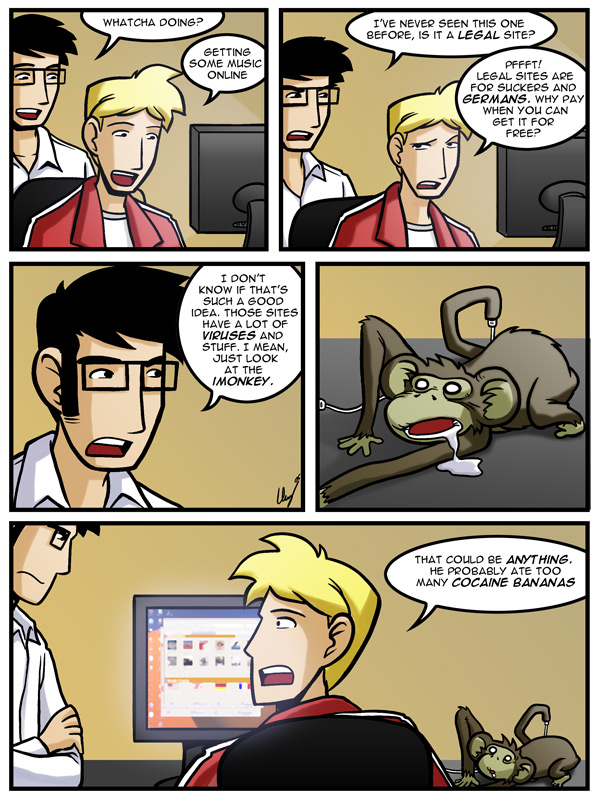 WHATCHA DOING?
GETTING
SOME MUSIC
ONLINE
I'VE NEVER SEEN THIS ONE
BEFORE, IS IT A LEGAL SITE?
PFFFT!
LEGAL SITES ARE
FOR SUCKERS AND
GERMANS. WHY PAY
WHEN YOU CAN
GET IT FOR
FREE?
I DON'T
KNOW IF THAT'S
SUCH A GOOD
IDEA. THOSE SITES
HAVE A LOT OF
VIRUSES AND
STUFF. I MEAN,
JUST LOOK
AT THE
IMONKEY.
THAT COULD BE ANYTHING.
HE PROBABLY ATE TOO
MANY COCAINE BANANAS